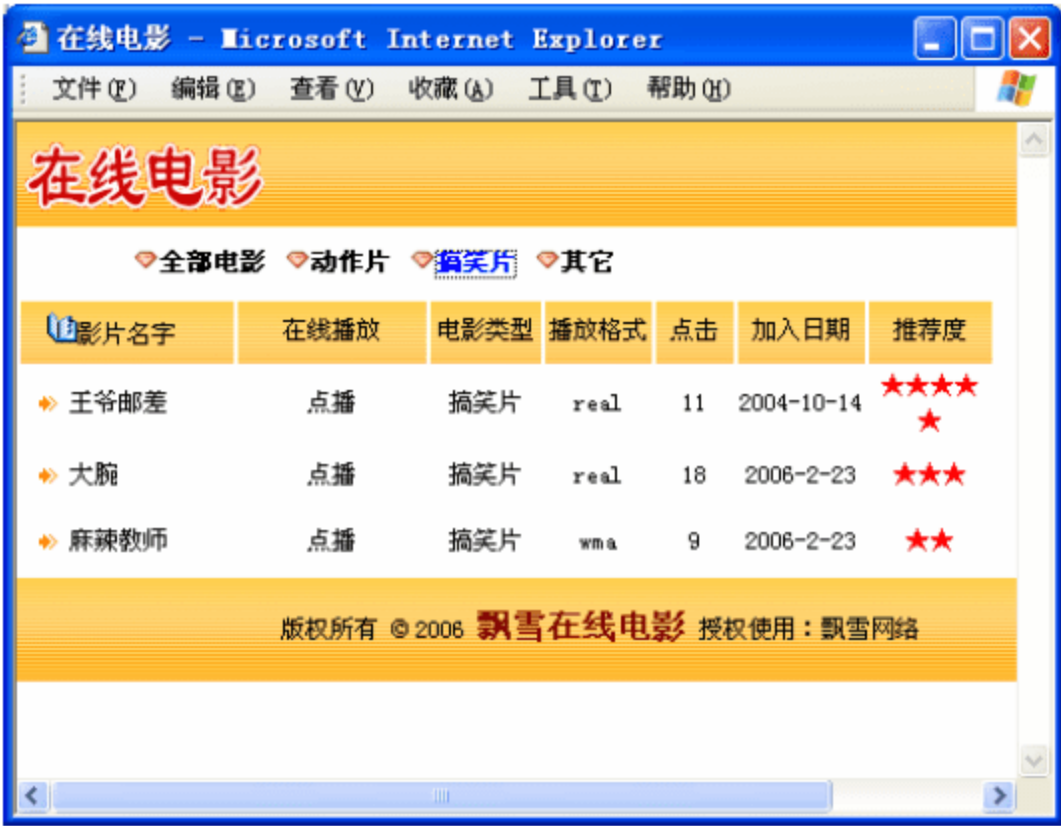 在线电影 - Microsoft Internet Explorer
文件(F) 编辑(E) 查看(V) 收藏(A) 工具(T) 帮助(H)
在线电影
全部电影 动作片 搞笑片 其它
影片名字 在线播放 电影类型 播放格式 点击 加入日期 推荐度
王爷邮差 点播 搞笑片 real 11 2004-10-14 ★★★★
★
大腕 点播 搞笑片 real 18 2006-2-23 ★★★
麻辣教师 点播 搞笑片 wma 9 2006-2-23 ★★
版权所有 © 2006 飘雪在线电影 授权使用：飘雪网络